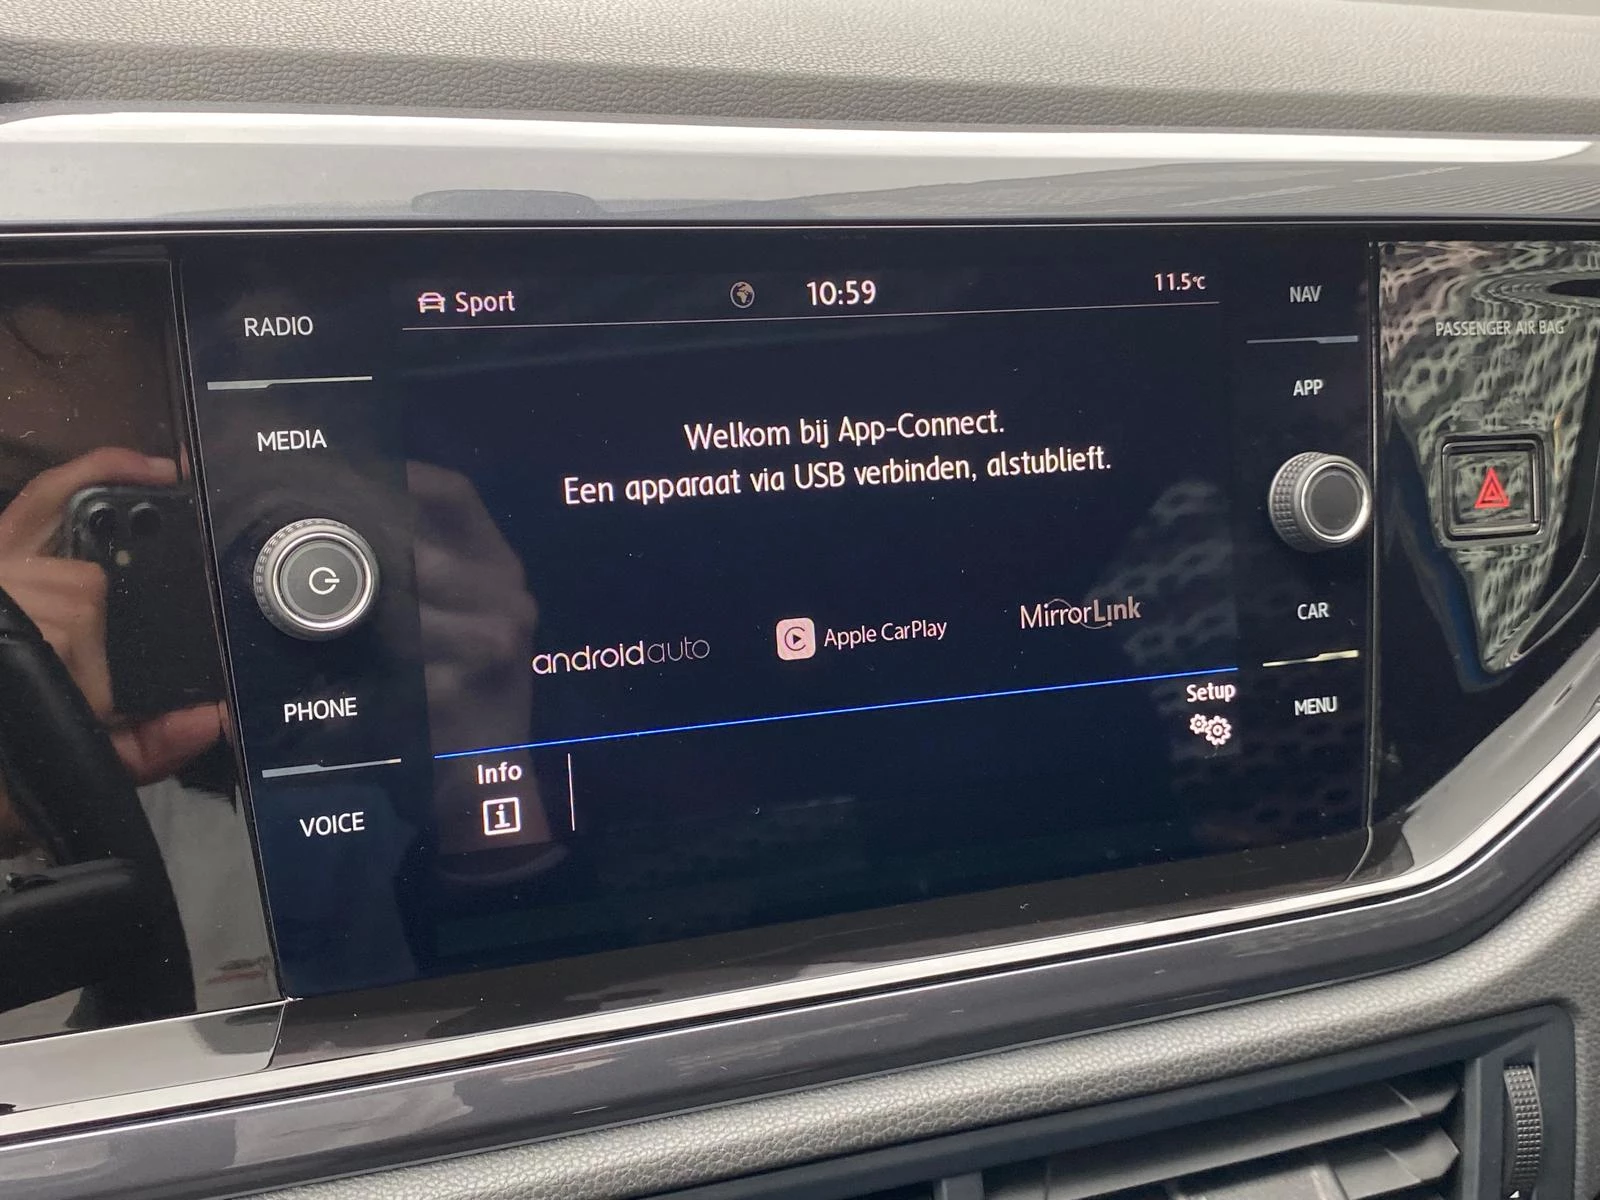 RADIO
MEDIA
PHONE
VOICE
Sport
10:59
11.5°C
Welkom bij App-Connect.
Een apparaat via USB verbinden, alstublieft.
androidauto
Apple CarPlay
MirrorLink
Setup
Info
i
NAV
APP
CAR
MENU
PASSENGER AIR BAG